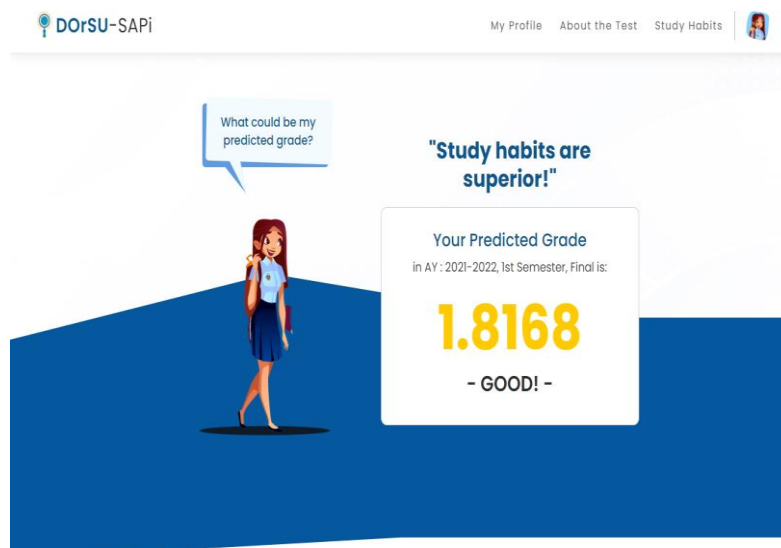 DOrSU-SAPi
My Profile About the Test Study Habits
What could be my
predicted grade?
"Study habits are
superior!"
Your Predicted Grade
in AY : 2021-2022, 1st Semester, Final is:
1.8168
- GOOD! -